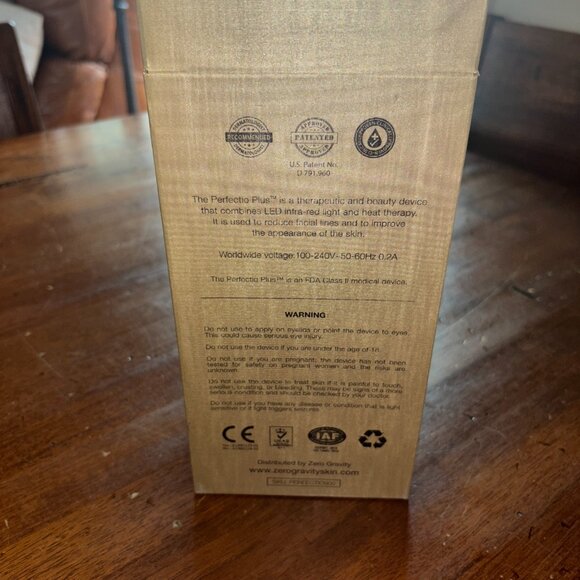 DERMATOLOGIST
RECOMMENDED
APPROVED
PATENTED
APPROVED
U.S. Patent No.
D 791,960
The Perfectio Plus™ is a therapeutic and beauty device
that combines LED infra-red light and heat therapy.
It is used to reduce facial lines and to improve
the appearance of the skin.
Worldwide voltage:100-240V~50-60Hz 0.2A
The Perfectio Plus™ is an FDA Class II medical device.
WARNING
Do not use to apply on eyelids or point the device to eyes.
This could cause serious eye injury.
Do not use the device if you are under the age of 18.
Do not use if you are pregnant; the device has not been
tested for safety on pregnant women and the risks are
unknown.
Do not use the device to treat skin if it is painful to touch,
swollen, crusting, or bleeding. These may be signs of a more
serious condition and should be checked by your doctor.
Do not use if you have any disease or condition that is light
sensitive or if light triggers seizures.
CE
IAF
Distributed by Zero Gravity
www.zerogravityskin.com